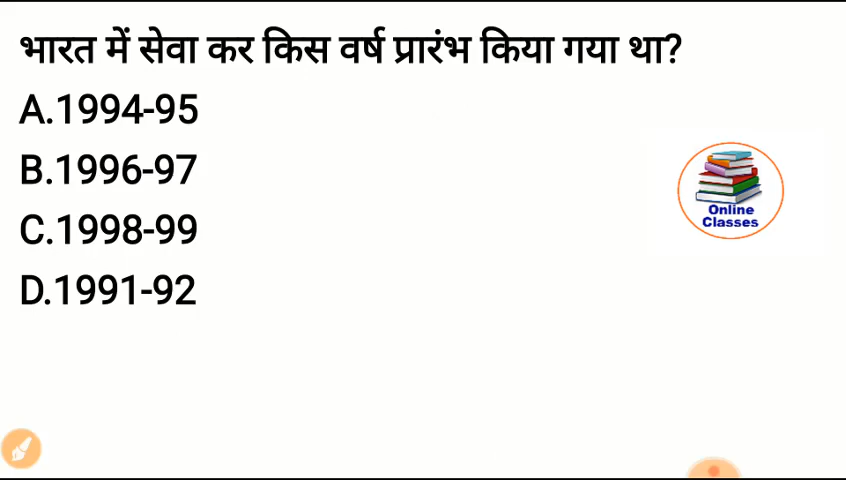 भारत में सेवा कर किस वर्ष प्रारंभ किया गया था?
A.1994-95
B.1996-97
C.1998-99
D.1991-92
Online
Classes